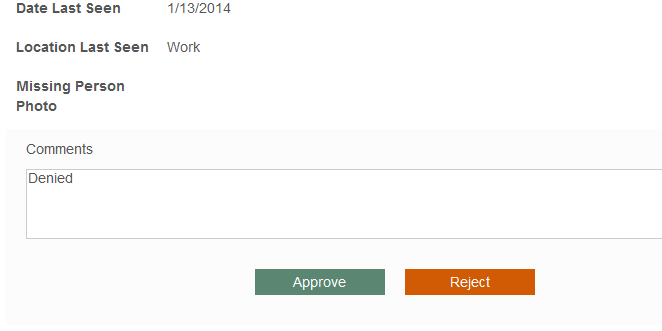 Date Last Seen 1/13/2014
Location Last Seen Work
Missing Person
Photo
Comments
Denied
Approve Reject